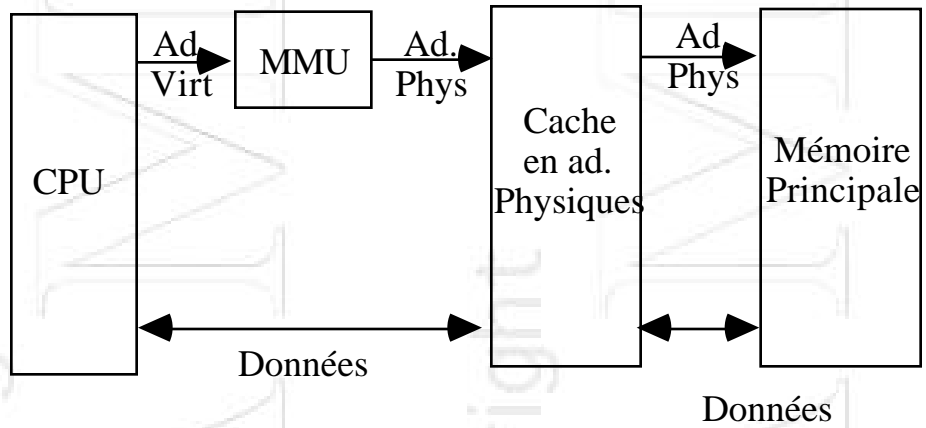 CPU
Ad
Virt
MMU
Ad.
Phys
Cache
en ad.
Physiques
Ad
Phys
Mémoire
Principale
Données
Données